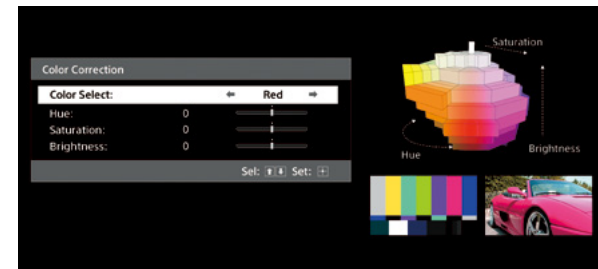 Color Correction
Color Select: Red
Hue: 0
Saturation: 0
Brightness: 0
Sel: Set:
Saturation
Hue
Brightness